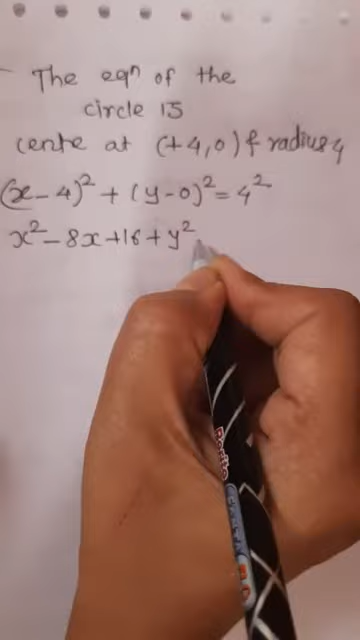 The eqn of the
circle is
centre at (+4,0) & radius 4
(x-4)² + (y-0)² = 4²
x² - 8x + 16 + y²